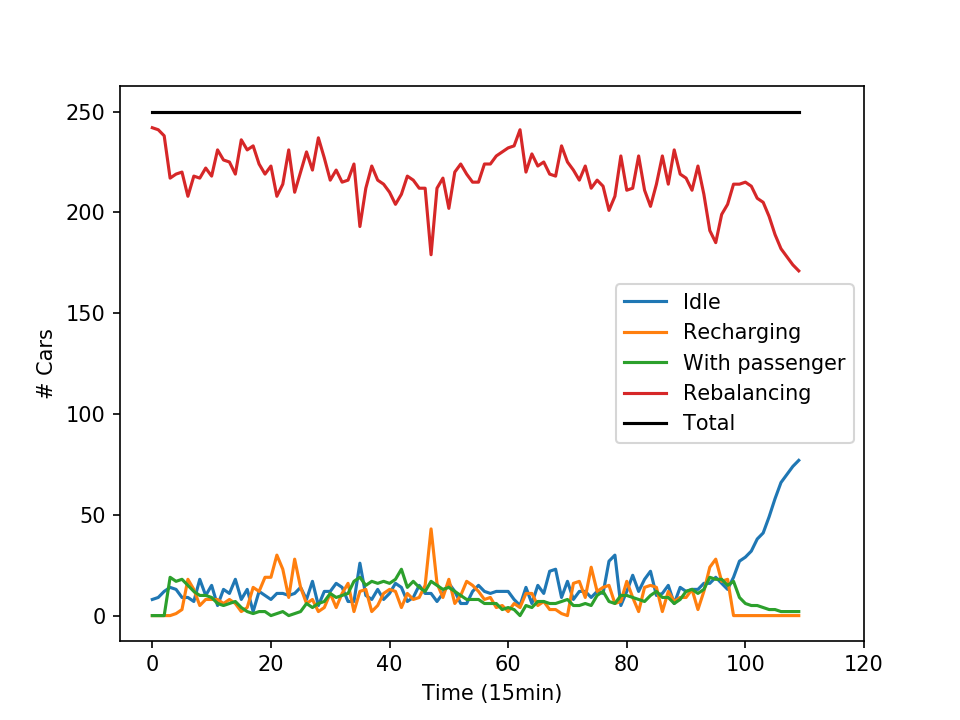 250
200
150
100
50
0
# Cars
Idle
Recharging
With passenger
Rebalancing
Total
0 20 40 60 80 100 120
Time (15min)